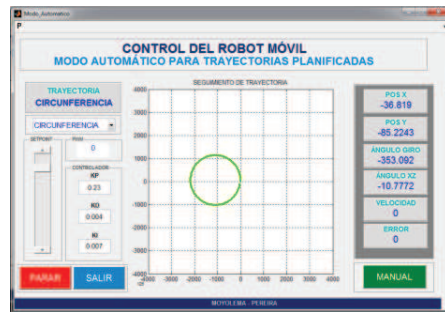 Modo_Automático
P
CONTROL DEL ROBOT MÓVIL
MODO AUTOMÁTICO PARA TRAYECTORIAS PLANIFICADAS
TRAYECTORIA
CIRCUNFERENCIA
CIRCUNFERENCIA
SETPOINT
PWM
0
CONTROLADOR
KP
0.23
KD
0.004
KI
0.007
PARAR
SALIR
SEGUIMIENTO DE TRAYECTORIA
4000
3000
2000
1000
0
-1000
-2000
-3000
-4000
-4000 -3000 -2000 -1000 0 1000 2000 3000 4000
POS X
-36.819
POS Y
-85.2243
ÁNGULO GIRO
-353.092
ÁNGULO XZ
-10.7772
VELOCIDAD
0
ERROR
0
MANUAL
MOYOLEMA - PEREIRA